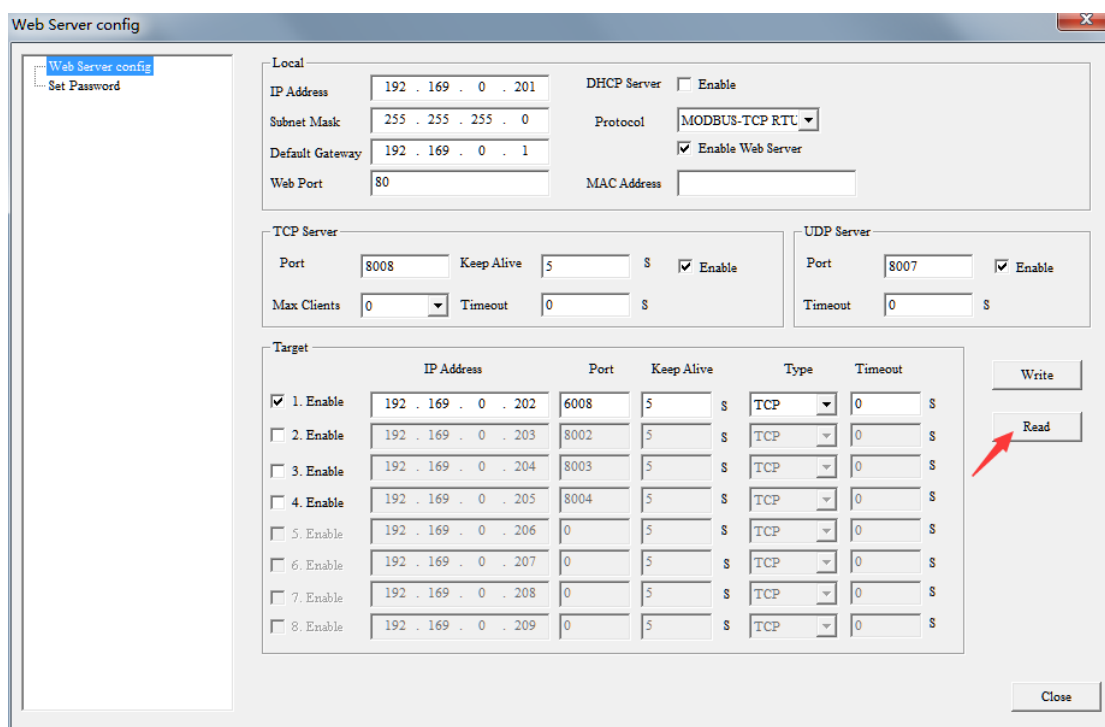 Web Server config
Web Server config
Set Password
Local
IP Address 192 . 169 . 0 . 201 DHCP Server Enable
Subnet Mask 255 . 255 . 255 . 0 Protocol MODBUS-TCP RTU
Default Gateway 192 . 169 . 0 . 1 Enable Web Server
Web Port 80 MAC Address
TCP Server
Port 8008 Keep Alive 5 S Enable
Max Clients 0 Timeout 0 S
UDP Server
Port 8007 Enable
Timeout 0 S
Target
IP Address Port Keep Alive Type Timeout
1. Enable 192 . 169 . 0 . 202 6008 5 S TCP 0 S
2. Enable 192 . 169 . 0 . 203 8002 5 S TCP 0 S
3. Enable 192 . 169 . 0 . 204 8003 5 S TCP 0 S
4. Enable 192 . 169 . 0 . 205 8004 5 S TCP 0 S
5. Enable 192 . 169 . 0 . 206 0 5 S TCP 0 S
6. Enable 192 . 169 . 0 . 207 0 5 S TCP 0 S
7. Enable 192 . 169 . 0 . 208 0 5 S TCP 0 S
8. Enable 192 . 169 . 0 . 209 0 5 S TCP 0 S
Write
Read
Close